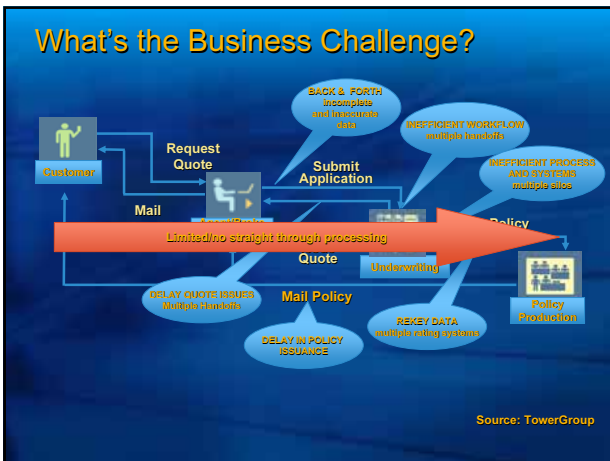 What's the Business Challenge?
BACK & FORTH
Incomplete
and inaccurate
data
INEFFICIENT WORKFLOW
multiple handoffs
Request
Quote
Customer
Submit
Application
INEFFICIENT PROCESS
AND SYSTEMS
multiple silos
Mail
Limited/no straight through processing
Policy
Quote
Underwriting
DELAY QUOTE ISSUES
Multiple Handoffs
Mail Policy
REKEY DATA
multiple rating systems
Policy
Production
DELAY IN POLICY
ISSUANCE
Source: TowerGroup